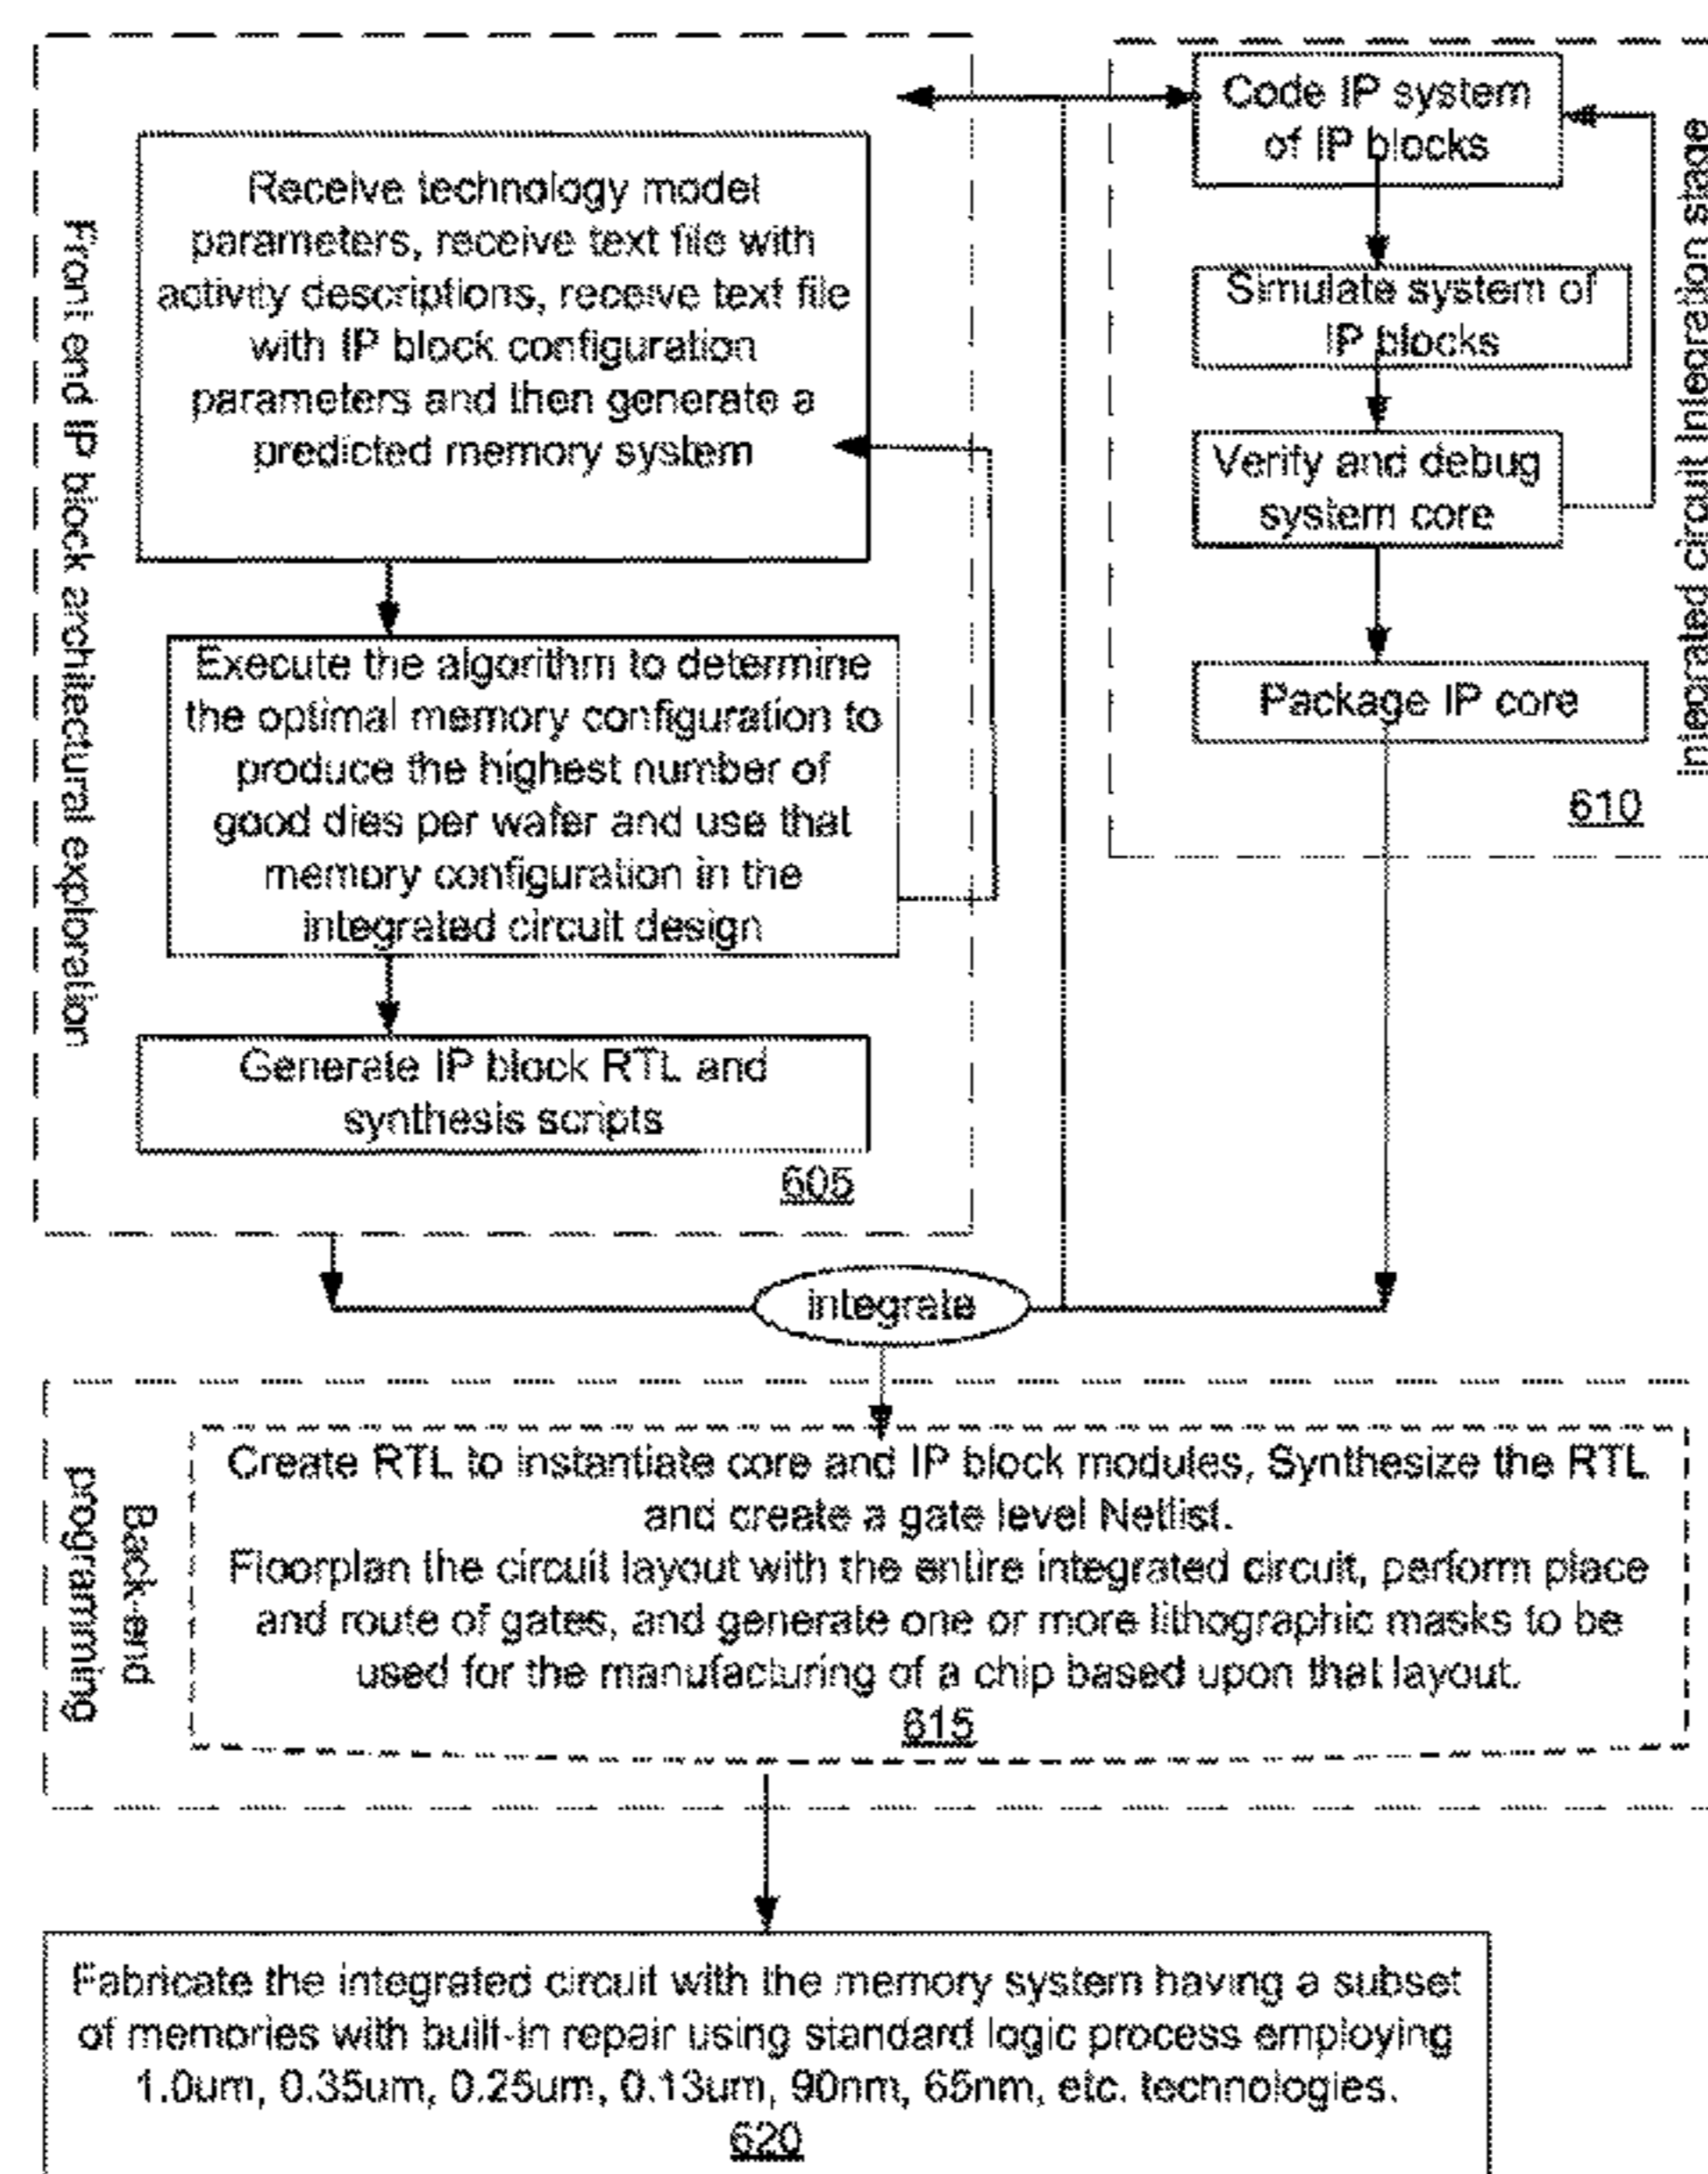 Front end IP block architectural exploration
Receive technology model
parameters, receive text file with
activity descriptions, receive text file
with IP block configuration
parameters and then generate a
predicted memory system
Execute the algorithm to determine
the optimal memory configuration to
produce the highest number of
good dies per wafer and use that
memory configuration in the
integrated circuit design
Generate IP block RTL and
synthesis scripts
605
Code IP system
of IP blocks
Simulate system of
IP blocks
Verify and debug
system core
Package IP core
610
integrated circuit Integration stage
integrate
Back-end
programming
Create RTL to instantiate core and IP block modules, Synthesize the RTL
and create a gate level Netlist.
Floorplan the circuit layout with the entire integrated circuit, perform place
and route of gates, and generate one or more lithographic masks to be
used for the manufacturing of a chip based upon that layout.
615
Fabricate the integrated circuit with the memory system having a subset
of memories with built-in repair using standard logic process employing
1.0um, 0.35um, 0.25um, 0.13um, 90nm, 65nm, etc. technologies.
620